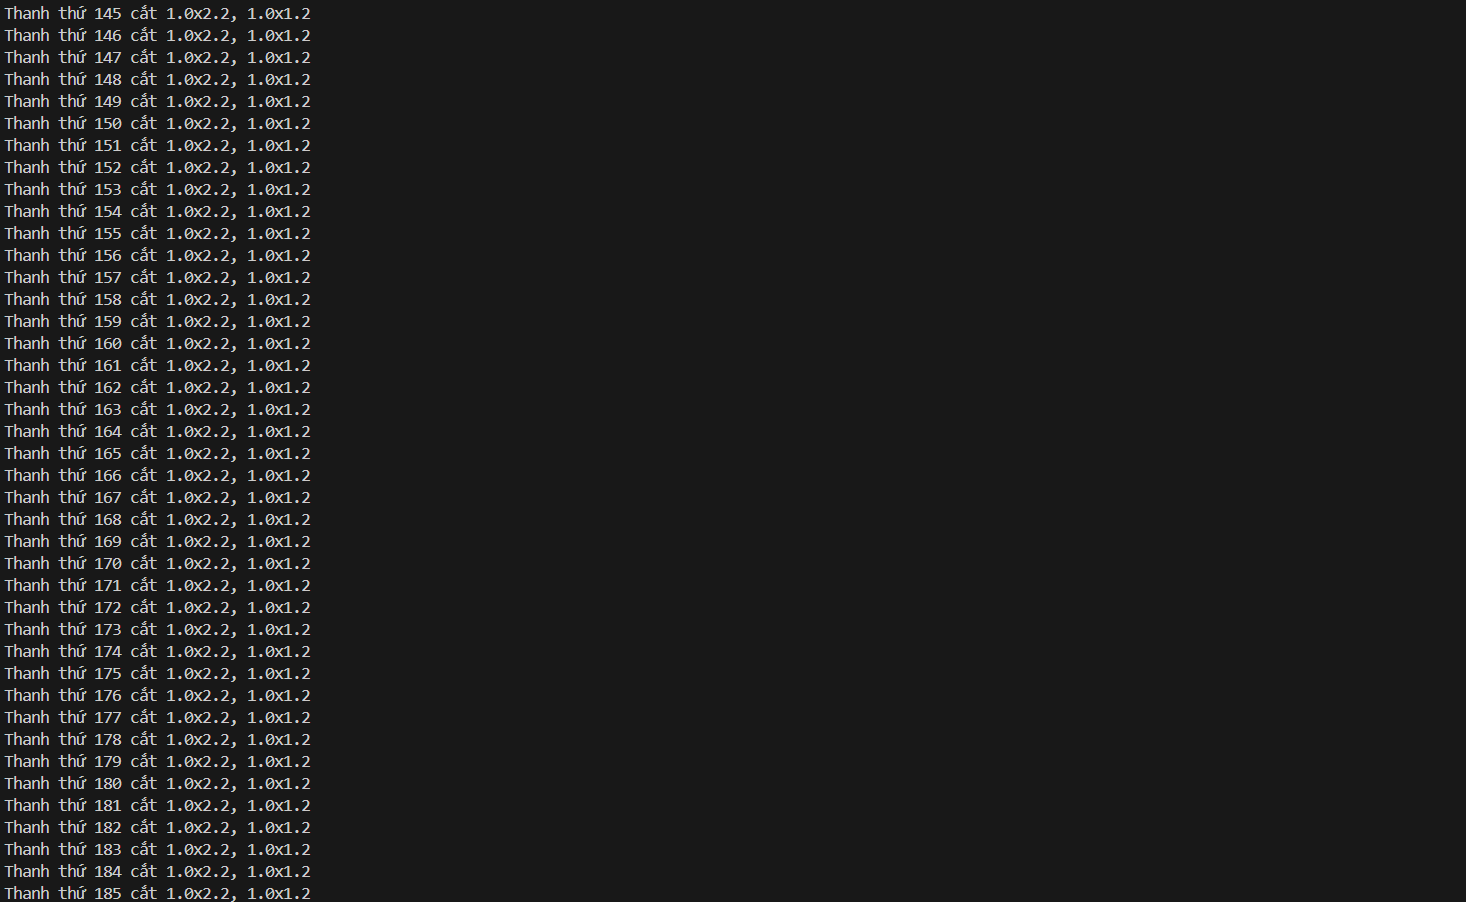 Thanh thứ 145 cắt 1.0x2.2, 1.0x1.2
Thanh thứ 146 cắt 1.0x2.2, 1.0x1.2
Thanh thứ 147 cắt 1.0x2.2, 1.0x1.2
Thanh thứ 148 cắt 1.0x2.2, 1.0x1.2
Thanh thứ 149 cắt 1.0x2.2, 1.0x1.2
Thanh thứ 150 cắt 1.0x2.2, 1.0x1.2
Thanh thứ 151 cắt 1.0x2.2, 1.0x1.2
Thanh thứ 152 cắt 1.0x2.2, 1.0x1.2
Thanh thứ 153 cắt 1.0x2.2, 1.0x1.2
Thanh thứ 154 cắt 1.0x2.2, 1.0x1.2
Thanh thứ 155 cắt 1.0x2.2, 1.0x1.2
Thanh thứ 156 cắt 1.0x2.2, 1.0x1.2
Thanh thứ 157 cắt 1.0x2.2, 1.0x1.2
Thanh thứ 158 cắt 1.0x2.2, 1.0x1.2
Thanh thứ 159 cắt 1.0x2.2, 1.0x1.2
Thanh thứ 160 cắt 1.0x2.2, 1.0x1.2
Thanh thứ 161 cắt 1.0x2.2, 1.0x1.2
Thanh thứ 162 cắt 1.0x2.2, 1.0x1.2
Thanh thứ 163 cắt 1.0x2.2, 1.0x1.2
Thanh thứ 164 cắt 1.0x2.2, 1.0x1.2
Thanh thứ 165 cắt 1.0x2.2, 1.0x1.2
Thanh thứ 166 cắt 1.0x2.2, 1.0x1.2
Thanh thứ 167 cắt 1.0x2.2, 1.0x1.2
Thanh thứ 168 cắt 1.0x2.2, 1.0x1.2
Thanh thứ 169 cắt 1.0x2.2, 1.0x1.2
Thanh thứ 170 cắt 1.0x2.2, 1.0x1.2
Thanh thứ 171 cắt 1.0x2.2, 1.0x1.2
Thanh thứ 172 cắt 1.0x2.2, 1.0x1.2
Thanh thứ 173 cắt 1.0x2.2, 1.0x1.2
Thanh thứ 174 cắt 1.0x2.2, 1.0x1.2
Thanh thứ 175 cắt 1.0x2.2, 1.0x1.2
Thanh thứ 176 cắt 1.0x2.2, 1.0x1.2
Thanh thứ 177 cắt 1.0x2.2, 1.0x1.2
Thanh thứ 178 cắt 1.0x2.2, 1.0x1.2
Thanh thứ 179 cắt 1.0x2.2, 1.0x1.2
Thanh thứ 180 cắt 1.0x2.2, 1.0x1.2
Thanh thứ 181 cắt 1.0x2.2, 1.0x1.2
Thanh thứ 182 cắt 1.0x2.2, 1.0x1.2
Thanh thứ 183 cắt 1.0x2.2, 1.0x1.2
Thanh thứ 184 cắt 1.0x2.2, 1.0x1.2
Thanh thứ 185 cắt 1.0x2.2, 1.0x1.2